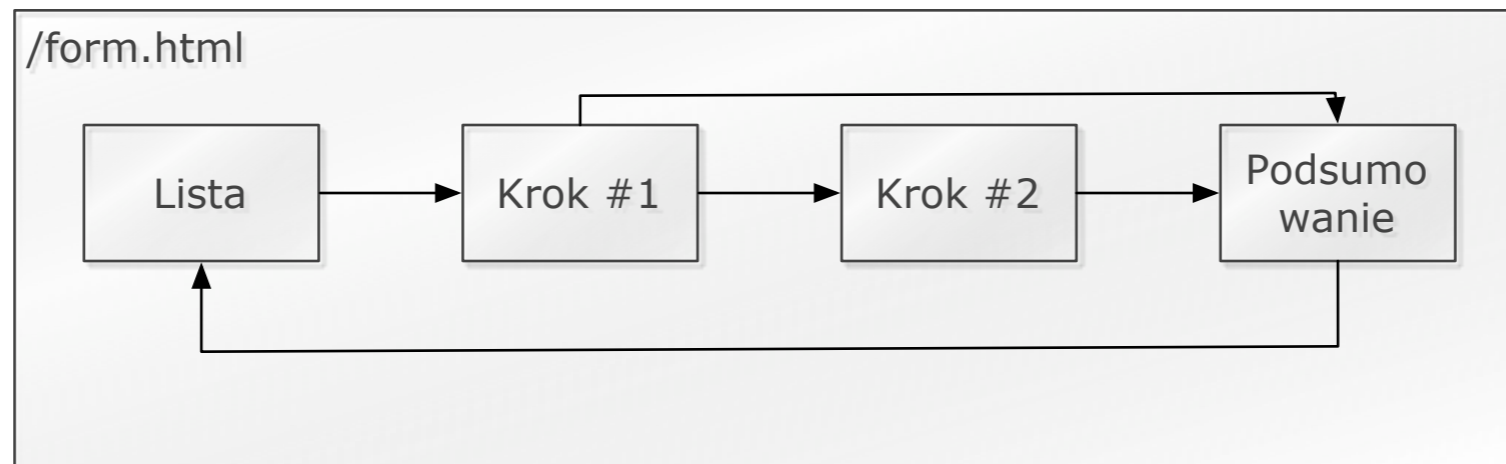 /form.html
Lista
Krok #1
Krok #2
Podsumo
wanie